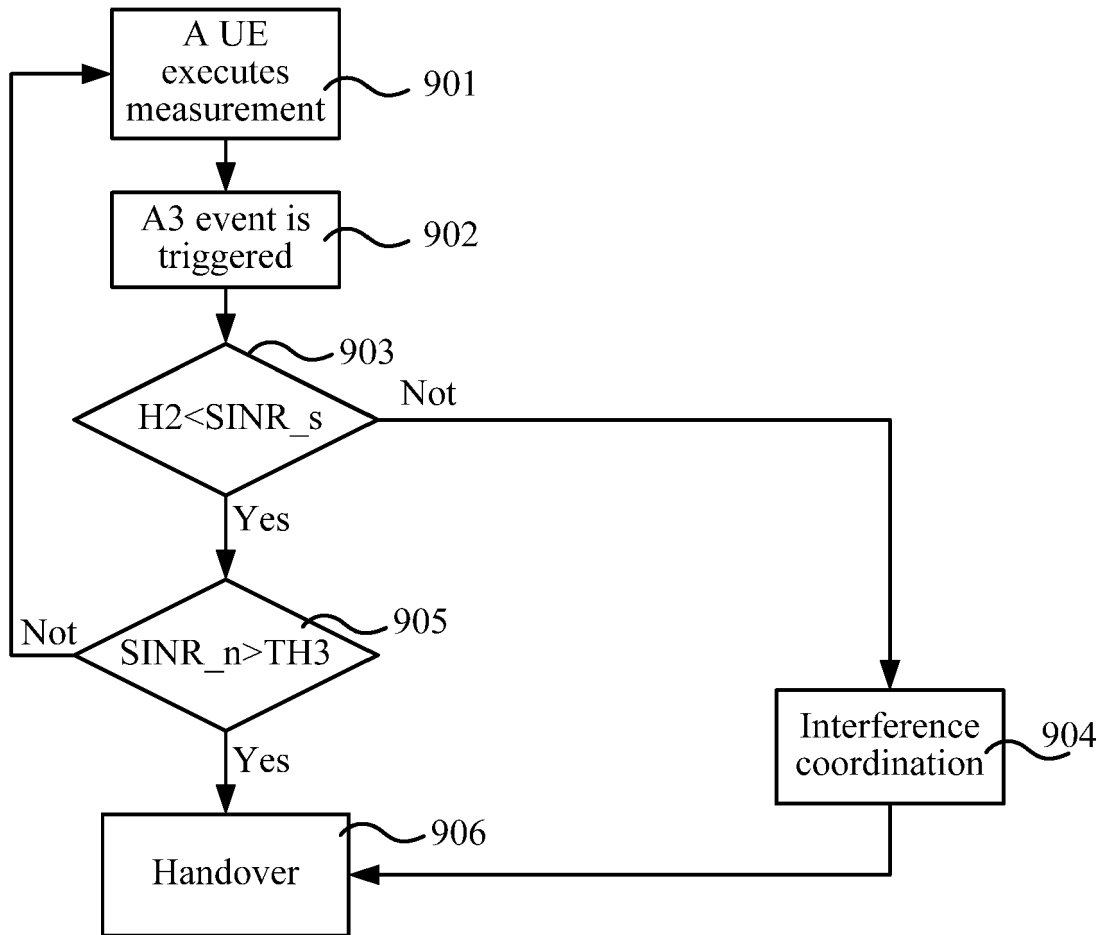 A UE
executes
measurement
901
A3 event is
triggered
902
903
H2<SINR_s
Not
Yes
905
Not
SINR_n>TH3
Interference
coordination
904
Yes
906
Handover